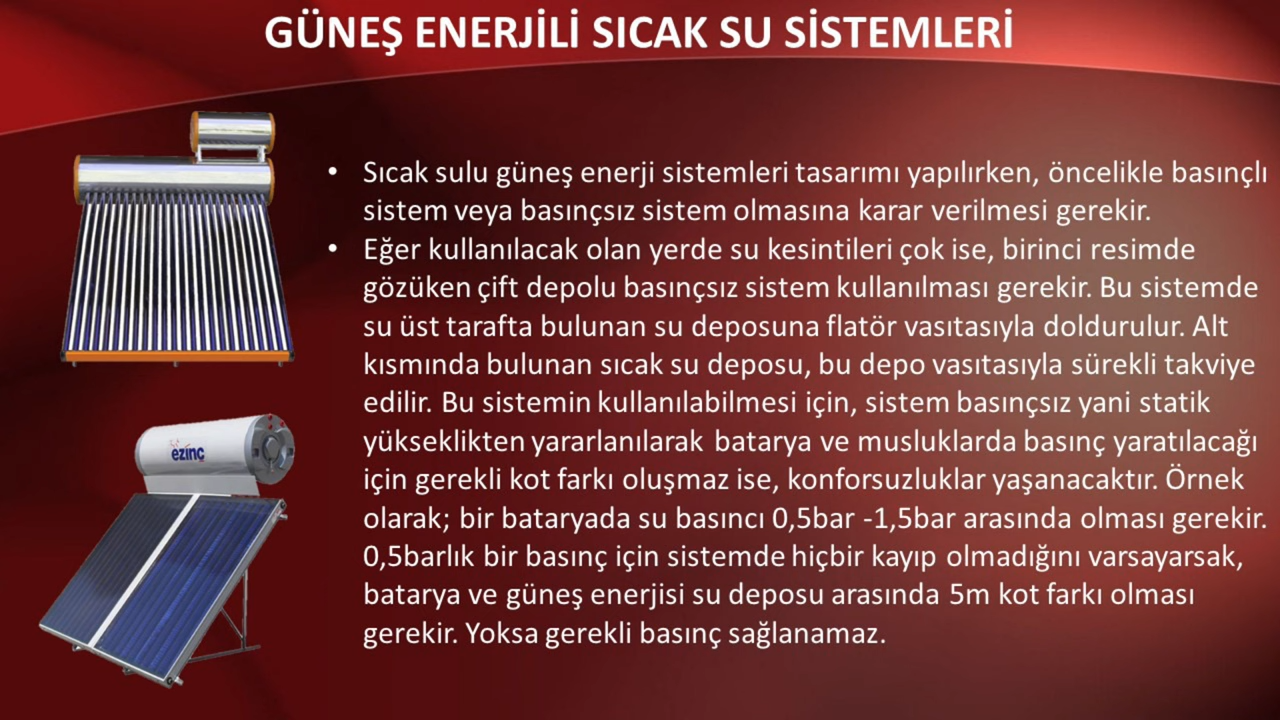 GÜNEŞ ENERJİLİ SICAK SU SİSTEMLERİ
• Sıcak sulu güneş enerji sistemleri tasarımı yapılırken, öncelikle basınçlı
sistem veya basınçsız sistem olmasına karar verilmesi gerekir.
• Eğer kullanılacak olan yerde su kesintileri çok ise, birinci resimde
gözüken çift depolu basınçsız sistem kullanılması gerekir. Bu sistemde
su üst tarafta bulunan su deposuna flatör vasıtasıyla doldurulur. Alt
kısmında bulunan sıcak su deposu, bu depo vasıtasıyla sürekli takviye
edilir. Bu sistemin kullanılabilmesi için, sistem basınçsız yani statik
yükseklikten yararlanılarak batarya ve musluklarda basınç yaratılacağı
için gerekli kot farkı oluşmaz ise, konforsuzluklar yaşanacaktır. Örnek
olarak; bir bataryada su basıncı 0,5bar -1,5bar arasında olması gerekir.
0,5barlık bir basınç için sistemde hiçbir kayıp olmadığını varsayarsak,
batarya ve güneş enerjisi su deposu arasında 5m kot farkı olması
gerekir. Yoksa gerekli basınç sağlanamaz.
ezinç